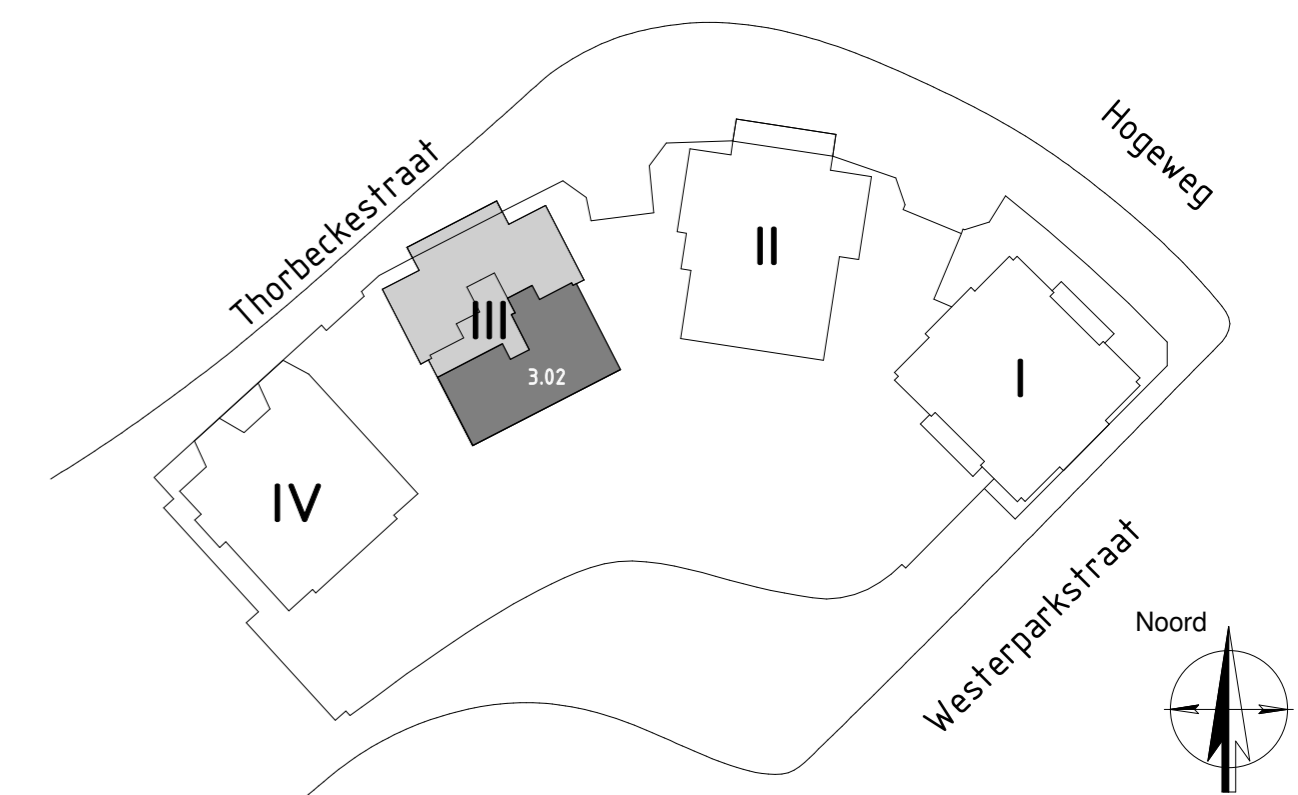 Hogeweg
Thorbeckestraat
II
III
I
3.02
IV
Westerparkstraat
Noord